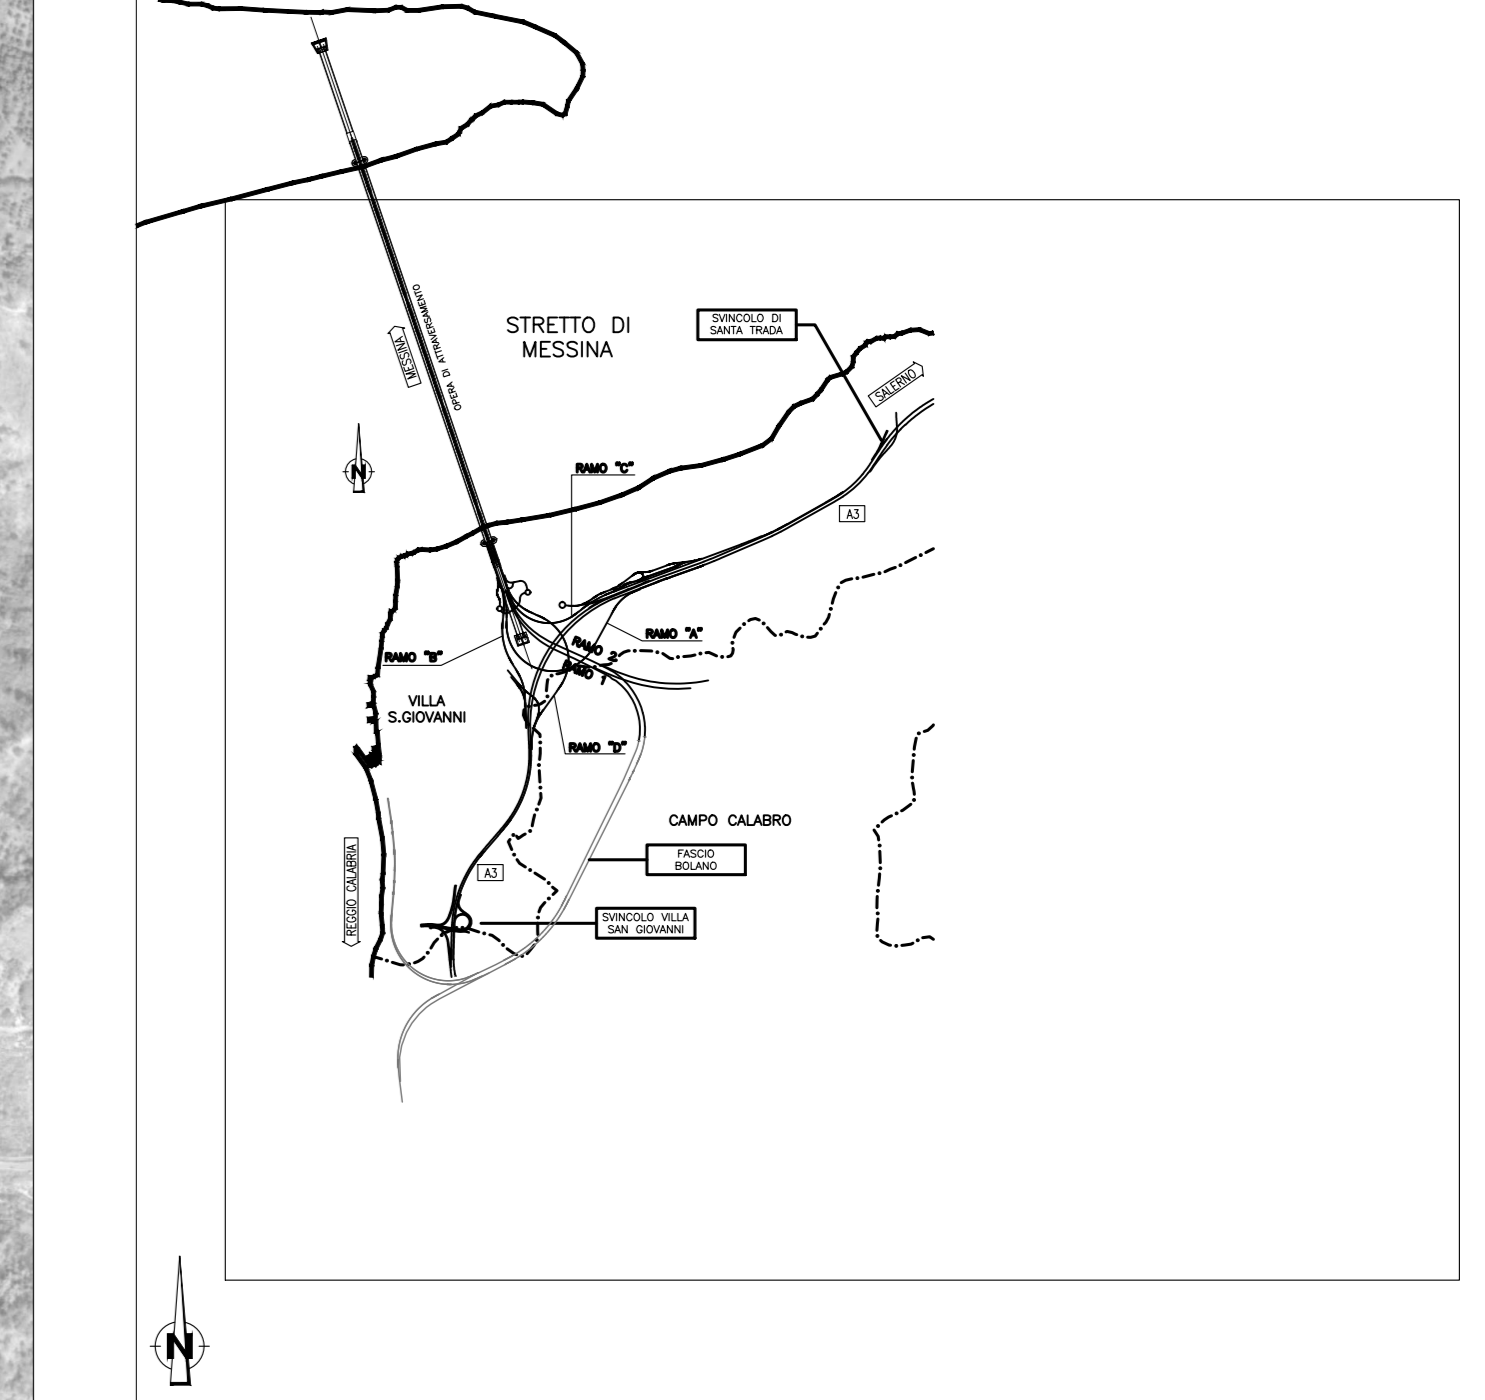 STRETTO DI
MESSINA
SVINCOLO DI
SANTA TRADA
OPERA DI ATTRAVERSAMENTO
MESSINA
SALERNO
N
RAMO "C"
A3
RAMO "A"
RAMO 2
RAMO "B"
RAMO 1
VILLA
S.GIOVANNI
RAMO "D"
CAMPO CALABRO
FASCIO
BOLANO
A3
REGGIO CALABRIA
SVINCOLO VILLA
SAN GIOVANNI
N